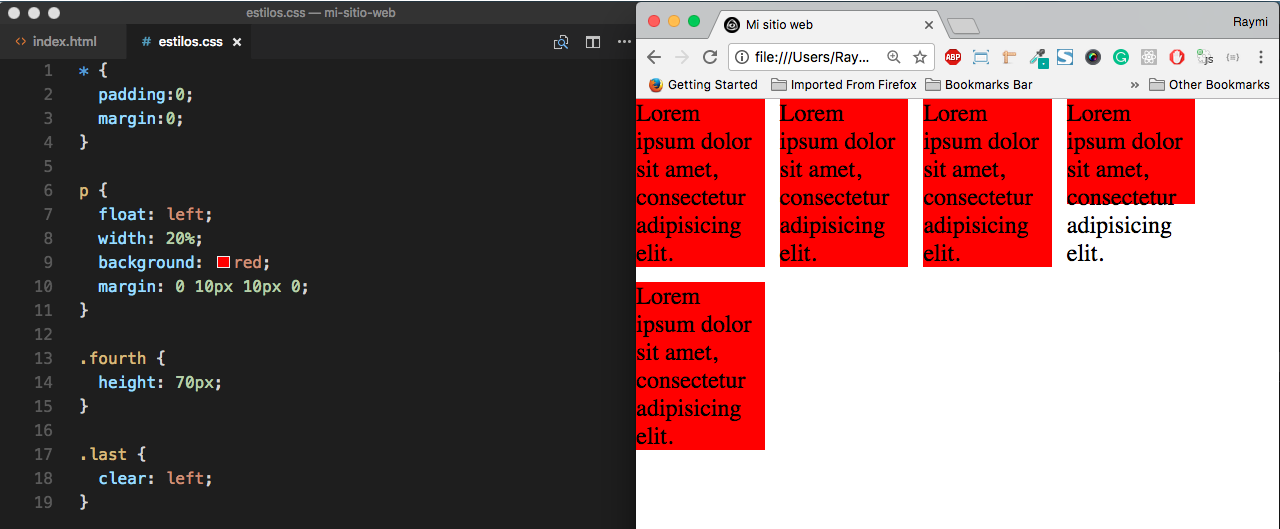 estilos.css — mi-sitio-web
<> index.html
# estilos.css ×
1 * {
2 padding:0;
3 margin:0;
4 }
5
6 p {
7 float: left;
8 width: 20%;
9 background: red;
10 margin: 0 10px 10px 0;
11 }
12
13 .fourth {
14 height: 70px;
15 }
16
17 .last {
18 clear: left;
19 }
Mi sitio web
Raymi
file:///Users/Ray...
ABP
js
Getting Started
Imported From Firefox
Bookmarks Bar
»
Other Bookmarks
Lorem
ipsum dolor
sit amet,
consectetur
adipisicing
elit.
Lorem
ipsum dolor
sit amet,
consectetur
adipisicing
elit.
Lorem
ipsum dolor
sit amet,
consectetur
adipisicing
elit.
Lorem
ipsum dolor
sit amet,
consectetur
adipisicing
elit.
Lorem
ipsum dolor
sit amet,
consectetur
adipisicing
elit.